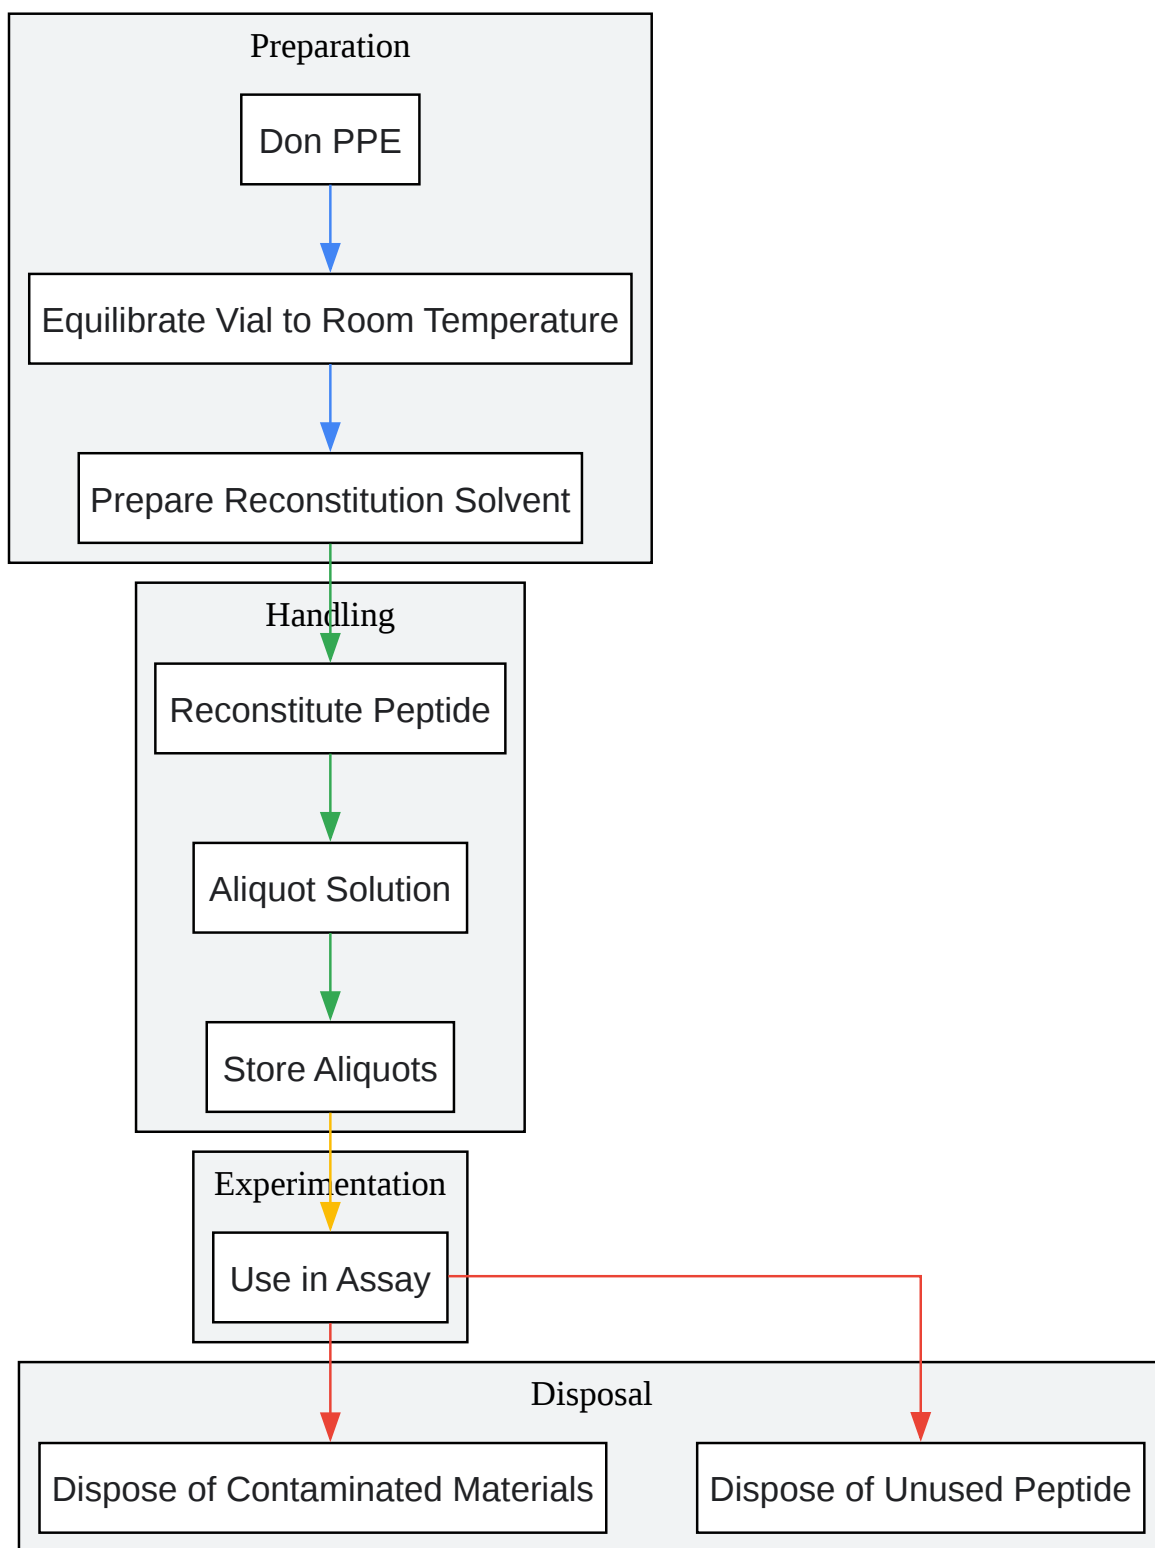 Preparation
Don PPE
Equilibrate Vial to Room Temperature
Prepare Reconstitution Solvent
Handling
Reconstitute Peptide
Aliquot Solution
Store Aliquots
Experimentation
Use in Assay
Disposal
Dispose of Contaminated Materials
Dispose of Unused Peptide